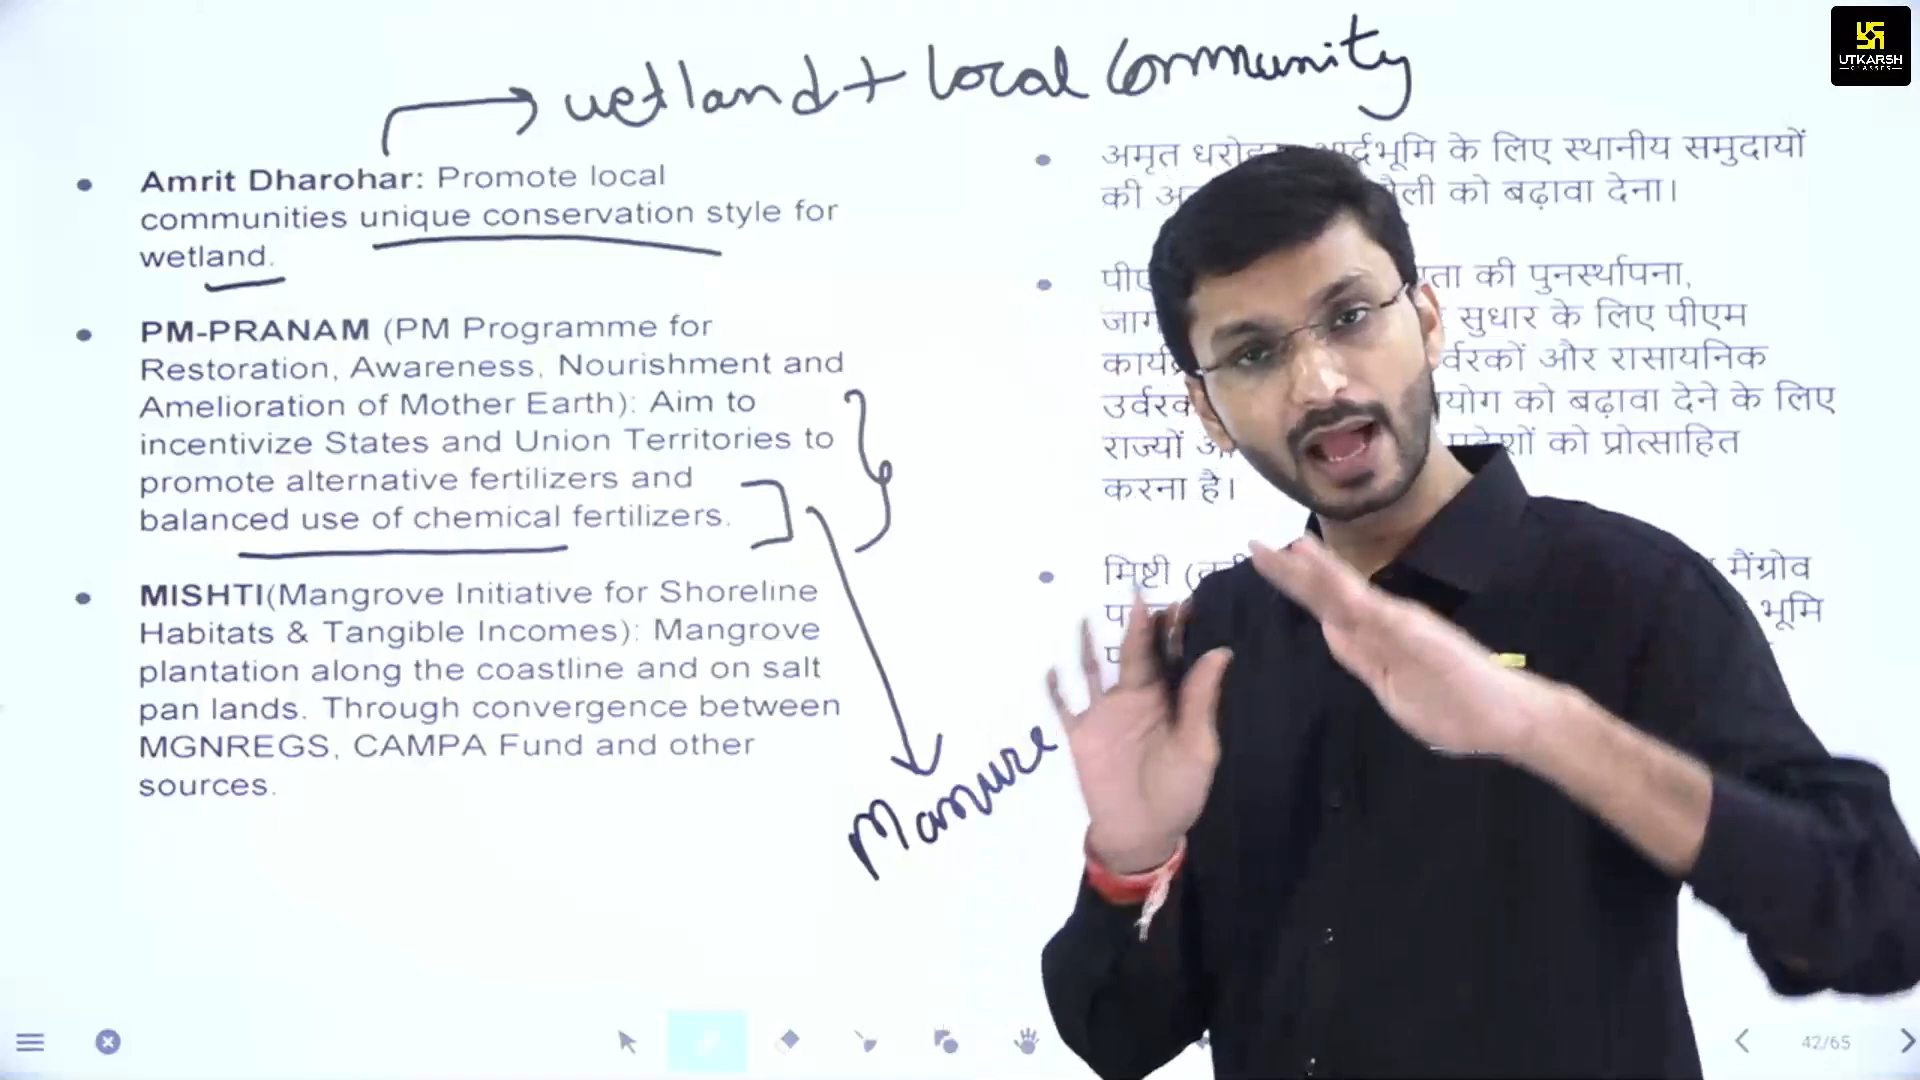 wetland + local community
UTKARSH
CLASSES
Amrit Dharohar: Promote local
communities unique conservation style for
wetland.
PM-PRANAM (PM Programme for
Restoration, Awareness, Nourishment and
Amelioration of Mother Earth): Aim to
incentivize States and Union Territories to
promote alternative fertilizers and
balanced use of chemical fertilizers.
MISHTI(Mangrove Initiative for Shoreline
Habitats & Tangible Incomes): Mangrove
plantation along the coastline and on salt
pan lands. Through convergence between
MGNREGS, CAMPA Fund and other
sources.
Manure
अमृत के लिए स्थानीय समुदायों
की को बढ़ावा देना।
की पुनर्स्थापना,
सुधार के लिए पीएम
और रासायनिक
को बढ़ावा देने के लिए
राज्यों को प्रोत्साहित
करना है।
मिष्टी मैंग्रोव
भूमि
42/65